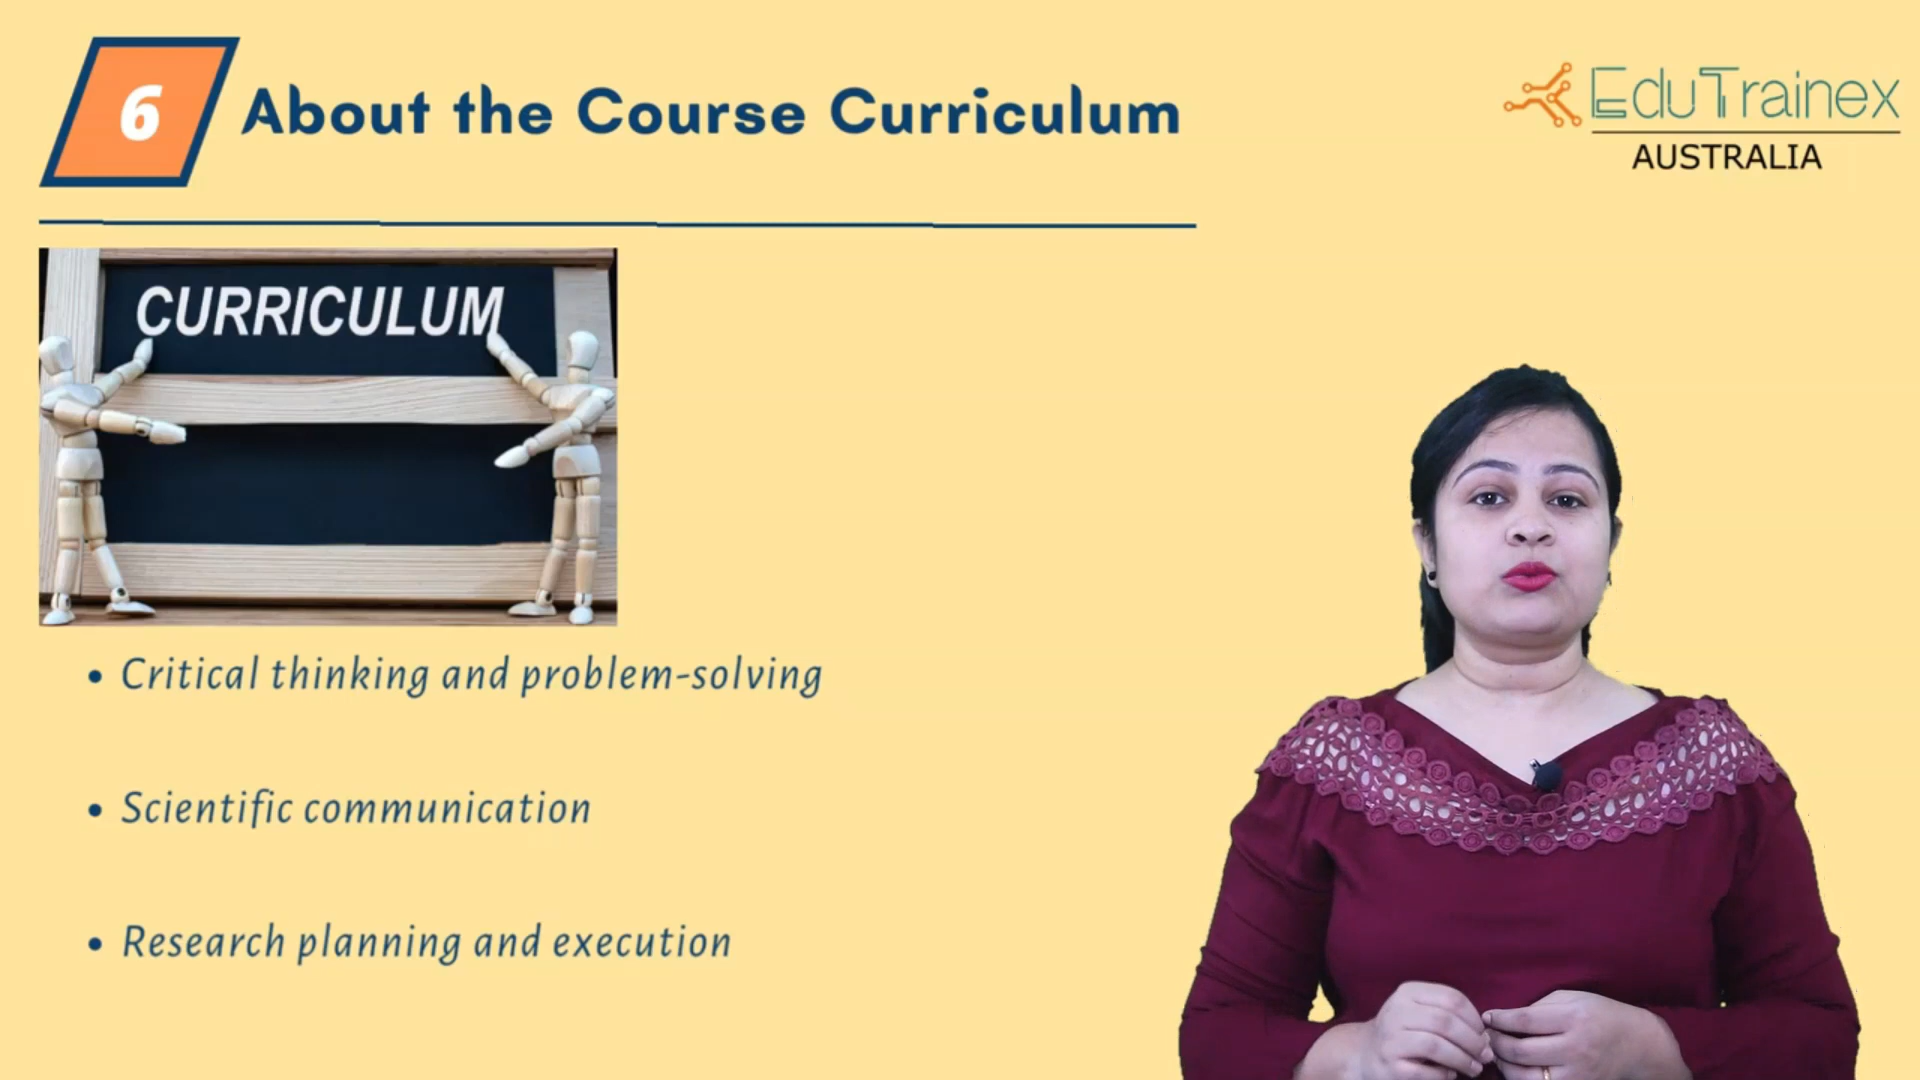 6
About the Course Curriculum
EduTrainex
AUSTRALIA
CURRICULUM
• Critical thinking and problem-solving
• Scientific communication
• Research planning and execution